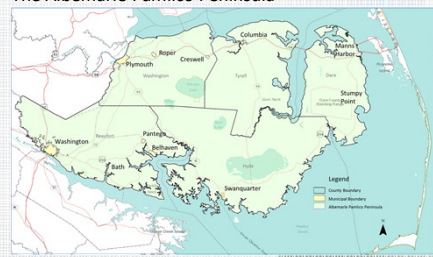 The Albemarle Pamlico Peninsula
Columbia
Manns
Harbor
Roper
Creswell
Plymouth
Washington
Tyrrell
Dare
Stumpy
Point
Washington
Beaufort
Pantego
Belhaven
Bath
Hyde
Swanquarter
Legend
County Boundary
Municipal Boundary
Albemarle Pamlico Peninsula
N